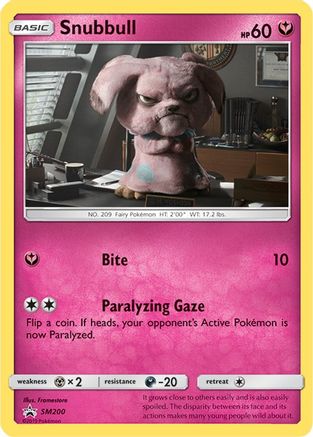 BASIC Snubbull HP60
NO. 209 Fairy Pokémon HT: 2'00" WT: 17.2 lbs.
Bite 10
Paralyzing Gaze
Flip a coin. If heads, your opponent's Active Pokémon is
now Paralyzed.
weakness ×2 resistance -20 retreat
Illus. Framestore
SM200
©2019 Pokémon
It grows close to others easily and is also easily
spoiled. The disparity between its face and its
actions makes many young people wild about it.